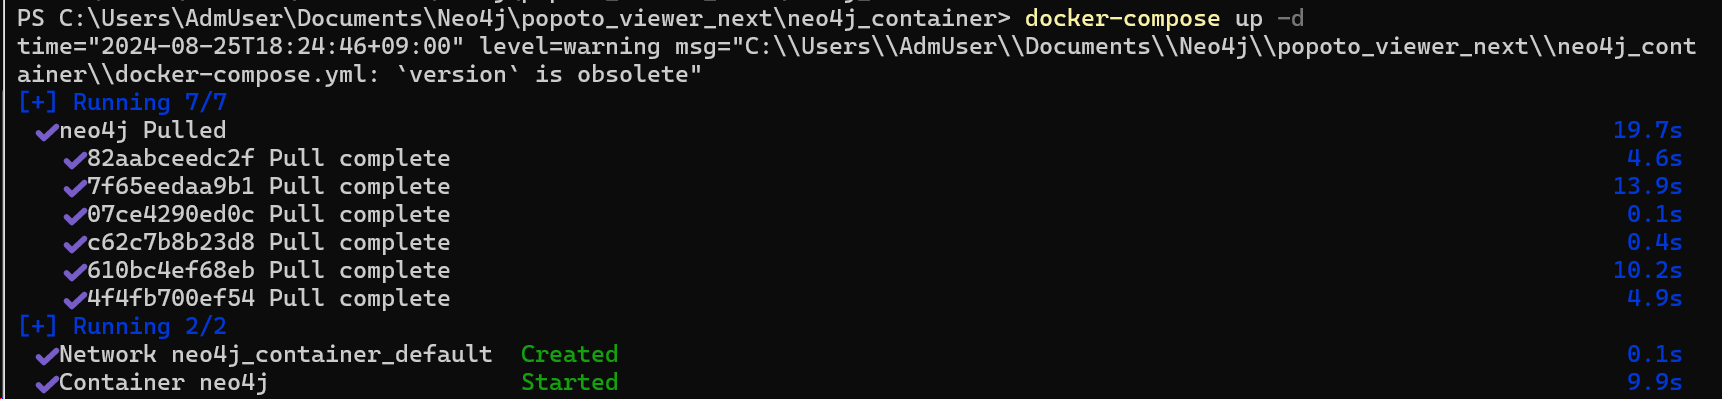 PS C:\Users\AdmUser\Documents\Neo4j\popoto_viewer_next\neo4j_container> docker-compose up -d
time="2024-08-25T18:24:46+09:00" level=warning msg="C:\\Users\\AdmUser\\Documents\\Neo4j\\popoto_viewer_next\\neo4j_cont
ainer\\docker-compose.yml: `version` is obsolete"
[+] Running 7/7
✔neo4j Pulled 19.7s
✔82aabceedc2f Pull complete 4.6s
✔7f65eedaa9b1 Pull complete 13.9s
✔07ce4290ed0c Pull complete 0.1s
✔c62c7b8b23d8 Pull complete 0.4s
✔610bc4ef68eb Pull complete 10.2s
✔4f4fb700ef54 Pull complete 4.9s
[+] Running 2/2
✔Network neo4j_container_default Created 0.1s
✔Container neo4j Started 9.9s